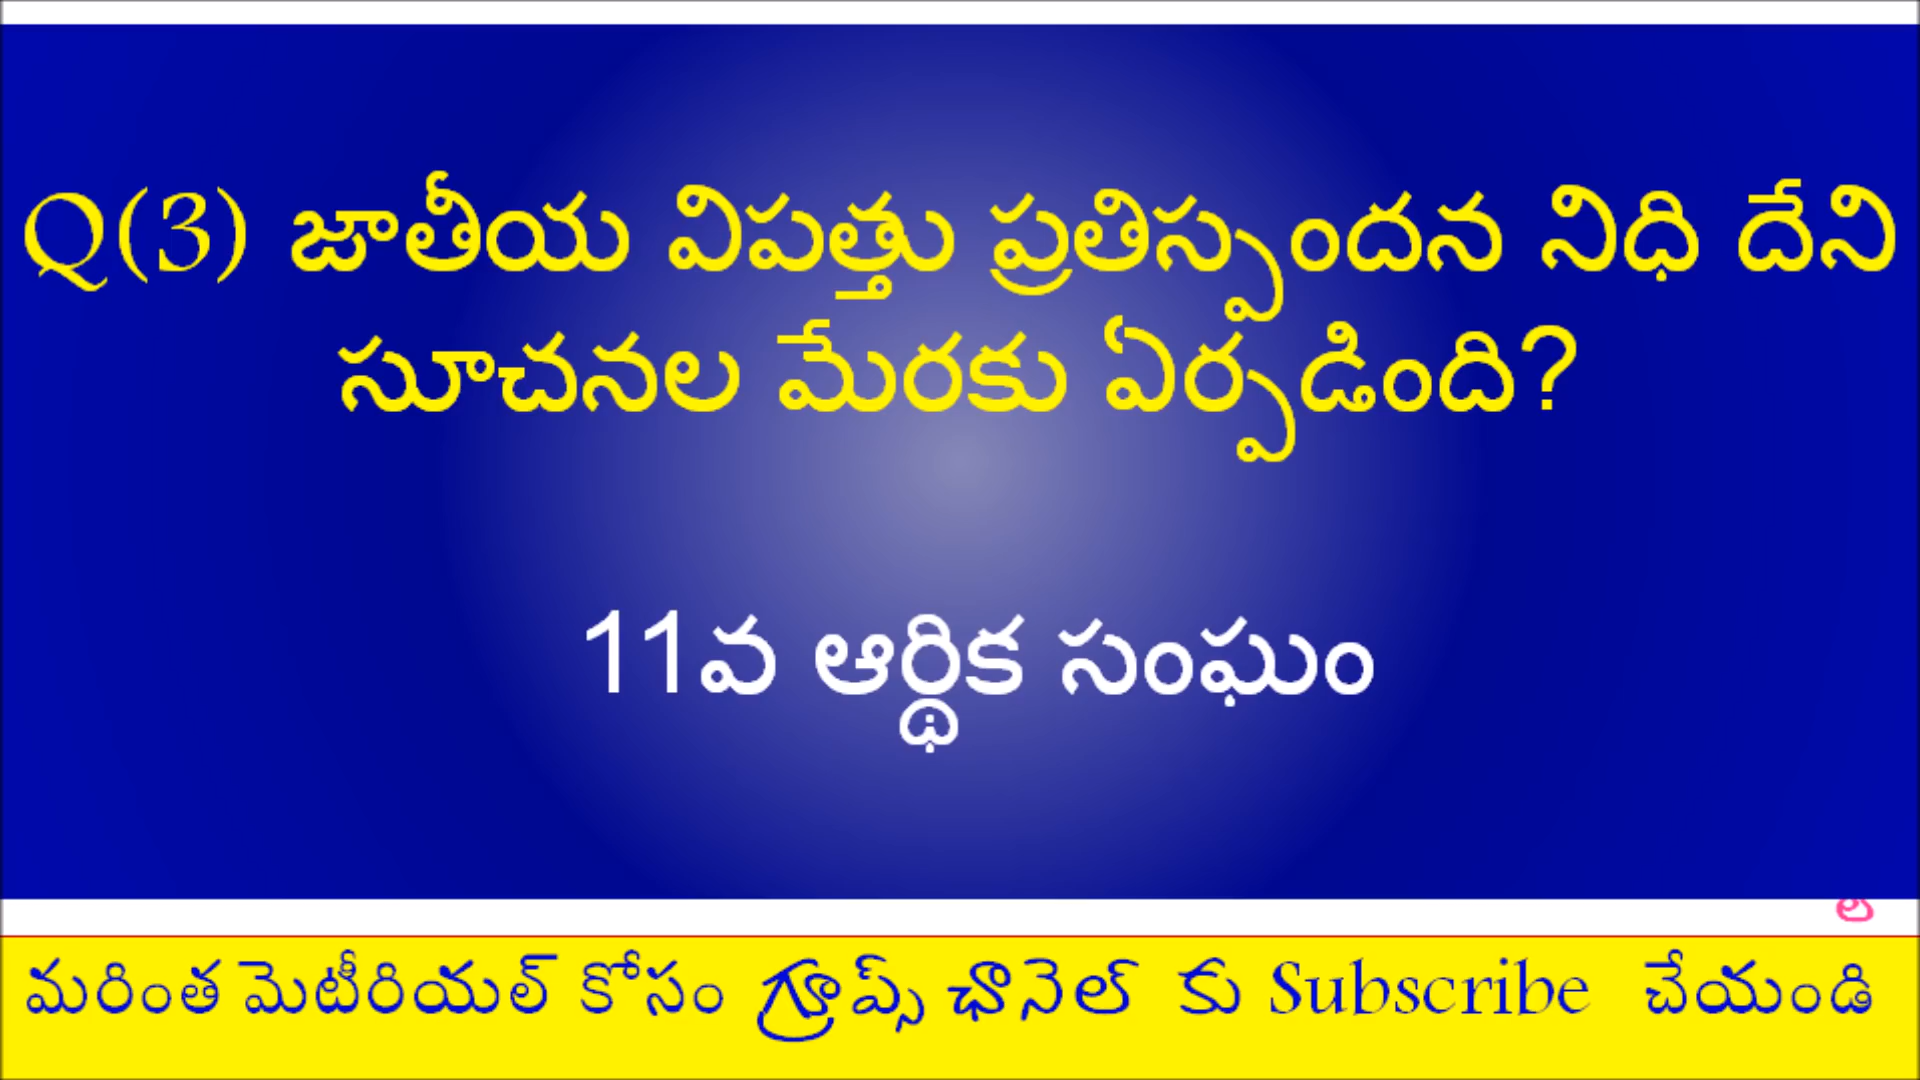 Q(3) జాతీయ విపత్తు ప్రతిస్పందన నిధి దేని
సూచనల మేరకు ఏర్పడింది?
11వ ఆర్థిక సంఘం
మరింత మెటీరియల్ కోసం గ్రూప్స్ ఛానెల్ కు Subscribe చేయండి